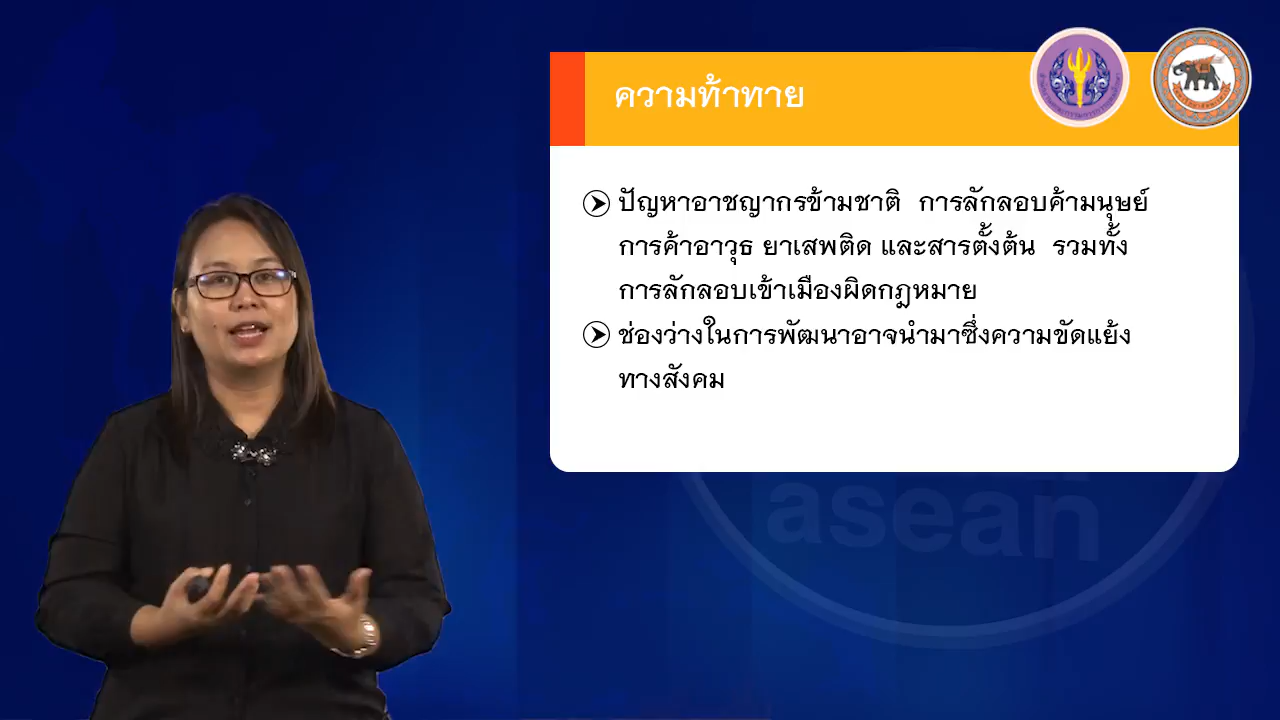 ความท้าทาย
ปัญหาอาชญากรข้ามชาติ การลักลอบค้ามนุษย์
การค้าอาวุธ ยาเสพติด และสารตั้งต้น รวมทั้ง
การลักลอบเข้าเมืองผิดกฎหมาย
ช่องว่างในการพัฒนาอาจนำมาซึ่งความขัดแย้ง
ทางสังคม
asean